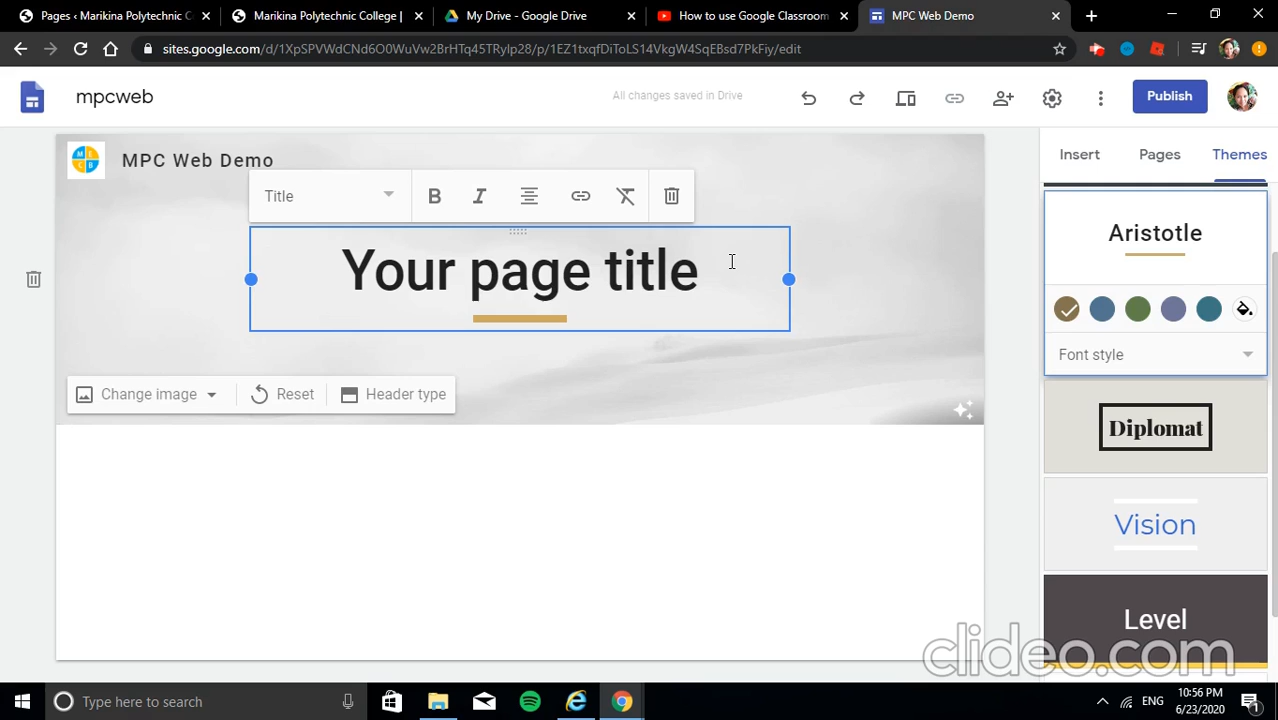 Pages ‹ Marikina Polytechnic C
Marikina Polytechnic College |
My Drive - Google Drive
How to use Google Classroom
MPC Web Demo
sites.google.com/d/1XpSPVWdCNd6O0WuVw2BrHTq45TRylp28/p/1EZ1txqfDiToLS14VkgW4SqEBsd7PkFiy/edit
mpcweb
All changes saved in Drive
Publish
MPC Web Demo
M E C B
Title
B
I
Your page title
Change image
Reset
Header type
Insert
Pages
Themes
Aristotle
Font style
Diplomat
Vision
Level
clideo.com
Type here to search
ENG
10:56 PM
6/23/2020
1